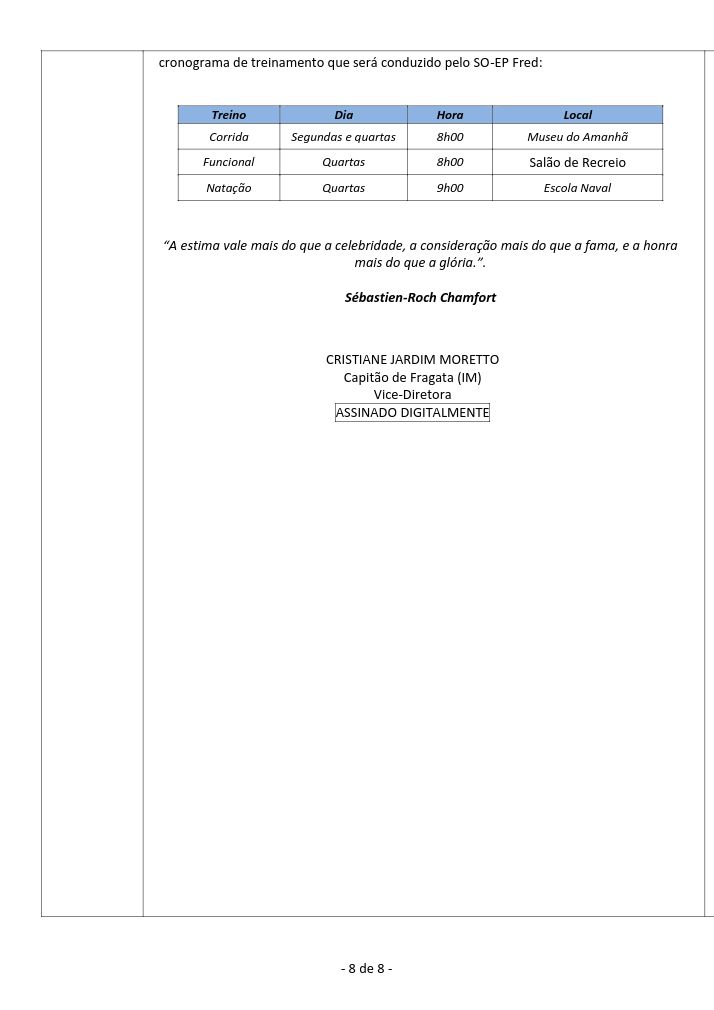 cronograma de treinamento que será conduzido pelo SO-EP Fred:
Treino Dia Hora Local
Corrida Segundas e quartas 8h00 Museu do Amanhã
Funcional Quartas 8h00 Salão de Recreio
Natação Quartas 9h00 Escola Naval
“A estima vale mais do que a celebridade, a consideração mais do que a fama, e a honra
mais do que a glória.”.
Sébastien-Roch Chamfort
CRISTIANE JARDIM MORETTO
Capitão de Fragata (IM)
Vice-Diretora
ASSINADO DIGITALMENTE
- 8 de 8 -